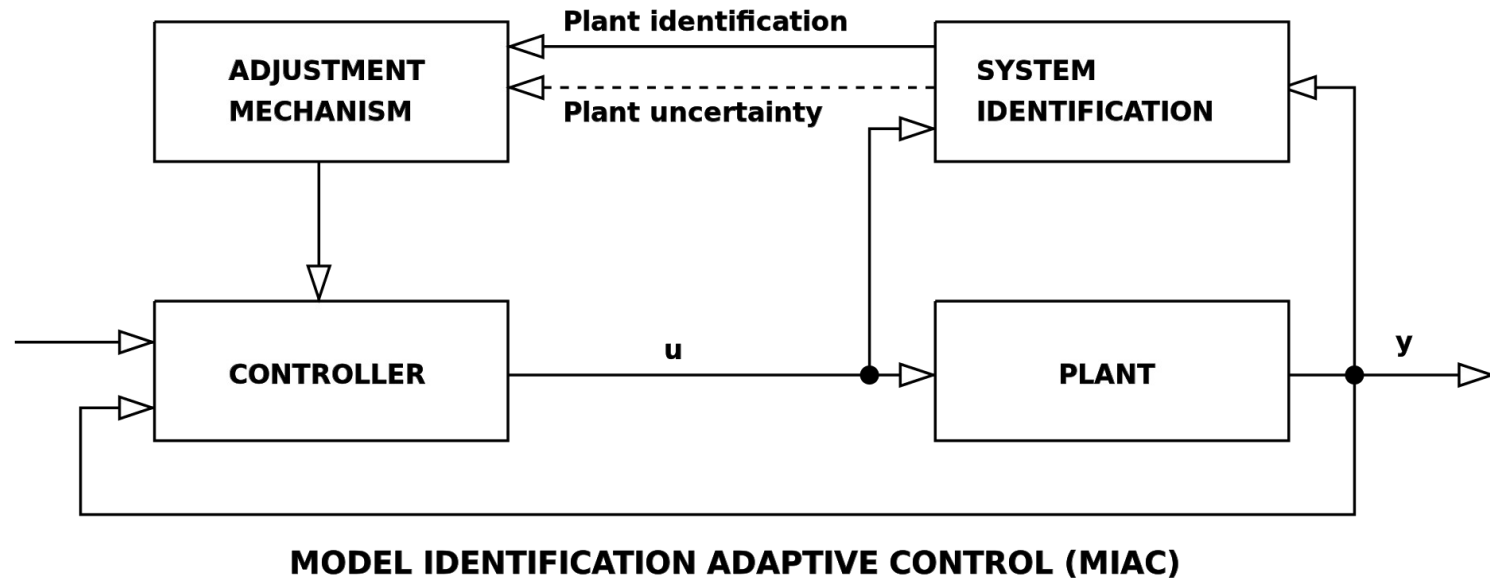 Plant identification
ADJUSTMENT
MECHANISM
SYSTEM
IDENTIFICATION
Plant uncertainty
u
y
CONTROLLER
PLANT
MODEL IDENTIFICATION ADAPTIVE CONTROL (MIAC)